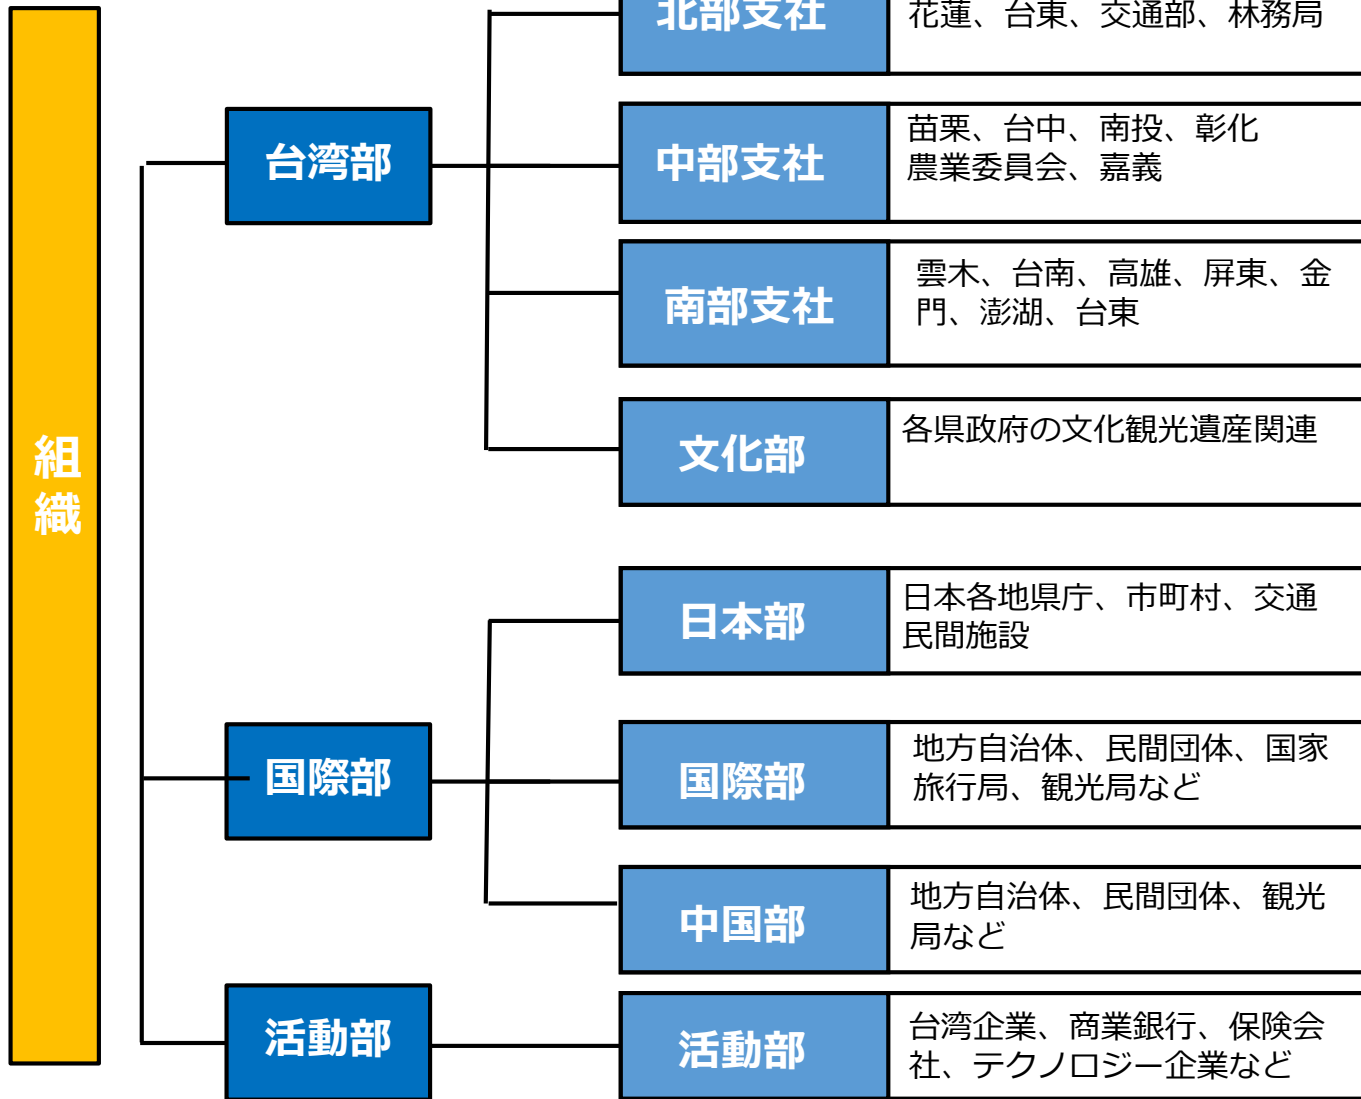 組
織
台湾部
国際部
活動部
北部支社
花蓮、台東、交通部、林務局
中部支社
苗栗、台中、南投、彰化
農業委員会、嘉義
南部支社
雲木、台南、高雄、屏東、金
門、澎湖、台東
文化部
各県政府の文化観光遺産関連
日本部
日本各地県庁、市町村、交通
民間施設
国際部
地方自治体、民間団体、国家
旅行局、観光局など
中国部
地方自治体、民間団体、観光
局など
活動部
台湾企業、商業銀行、保険会
社、テクノロジー企業など